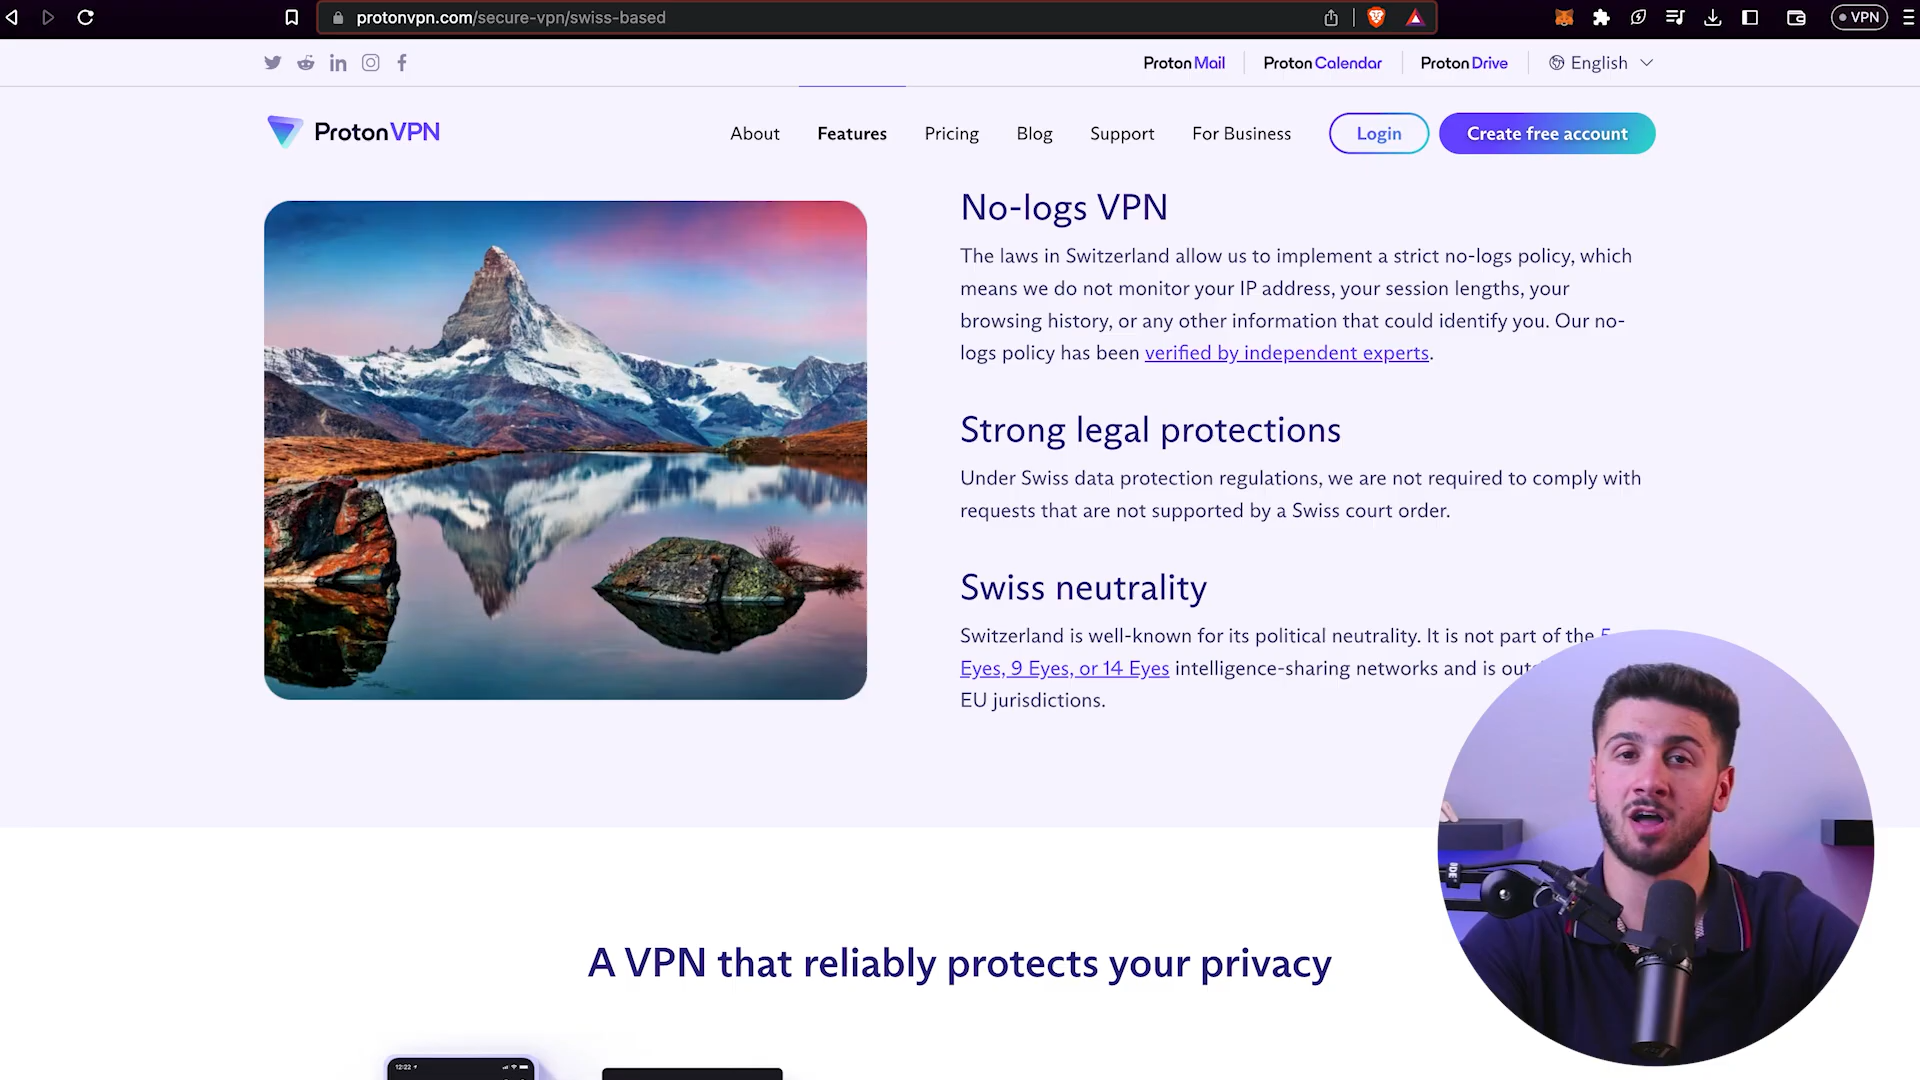 protonvpn.com/secure-vpn/swiss-based
VPN
Proton Mail
Proton Calendar
Proton Drive
English
Proton VPN
About
Features
Pricing
Blog
Support
For Business
Login
Create free account
No-logs VPN
The laws in Switzerland allow us to implement a strict no-logs policy, which
means we do not monitor your IP address, your session lengths, your
browsing history, or any other information that could identify you. Our no-
logs policy has been verified by independent experts.
Strong legal protections
Under Swiss data protection regulations, we are not required to comply with
requests that are not supported by a Swiss court order.
Swiss neutrality
Switzerland is well-known for its political neutrality. It is not part of the 5
Eyes, 9 Eyes, or 14 Eyes intelligence-sharing networks and is
EU jurisdictions.
A VPN that reliably protects your privacy
12:22